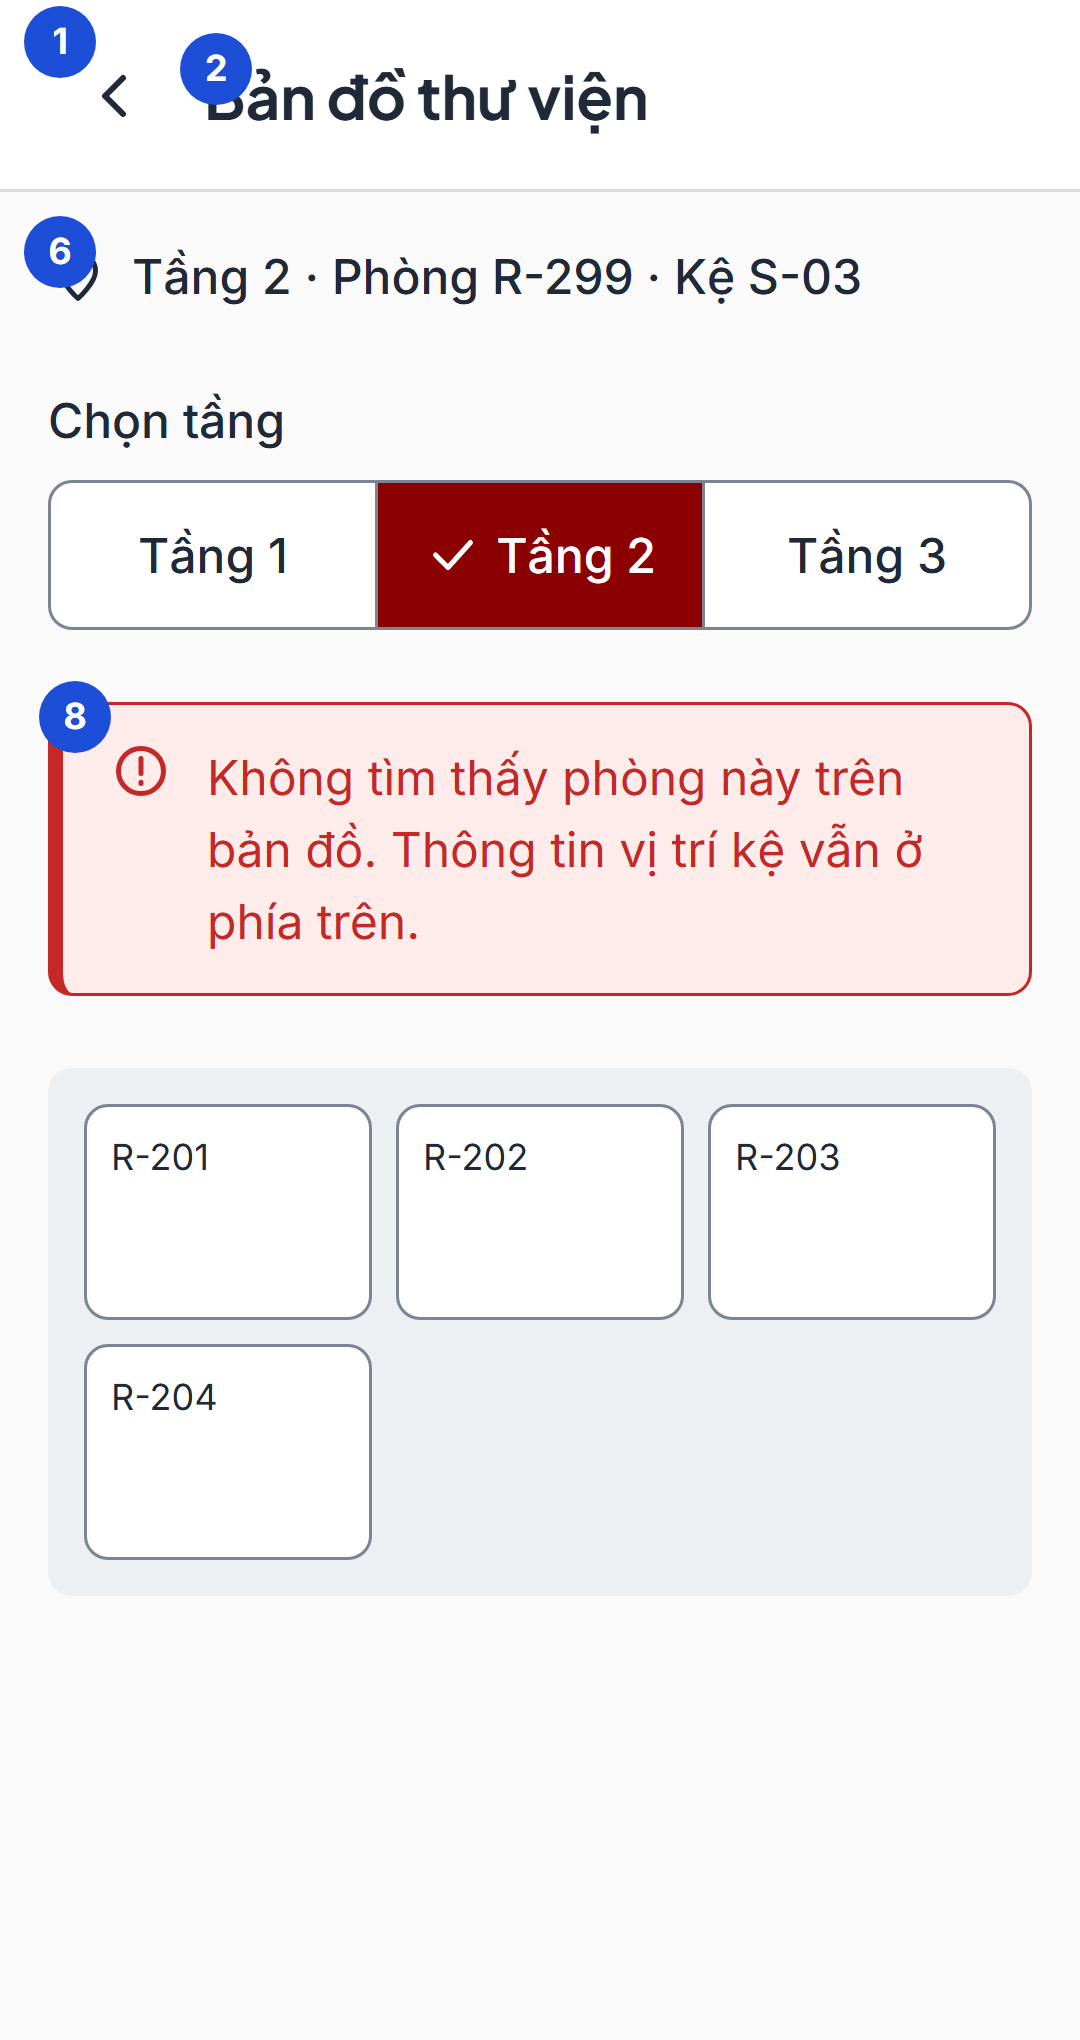 1
2
Bản đồ thư viện
6
Tầng 2 · Phòng R-299 · Kệ S-03
Chọn tầng
Tầng 1
Tầng 2
Tầng 3
8
Không tìm thấy phòng này trên
bản đồ. Thông tin vị trí kệ vẫn ở
phía trên.
R-201
R-202
R-203
R-204